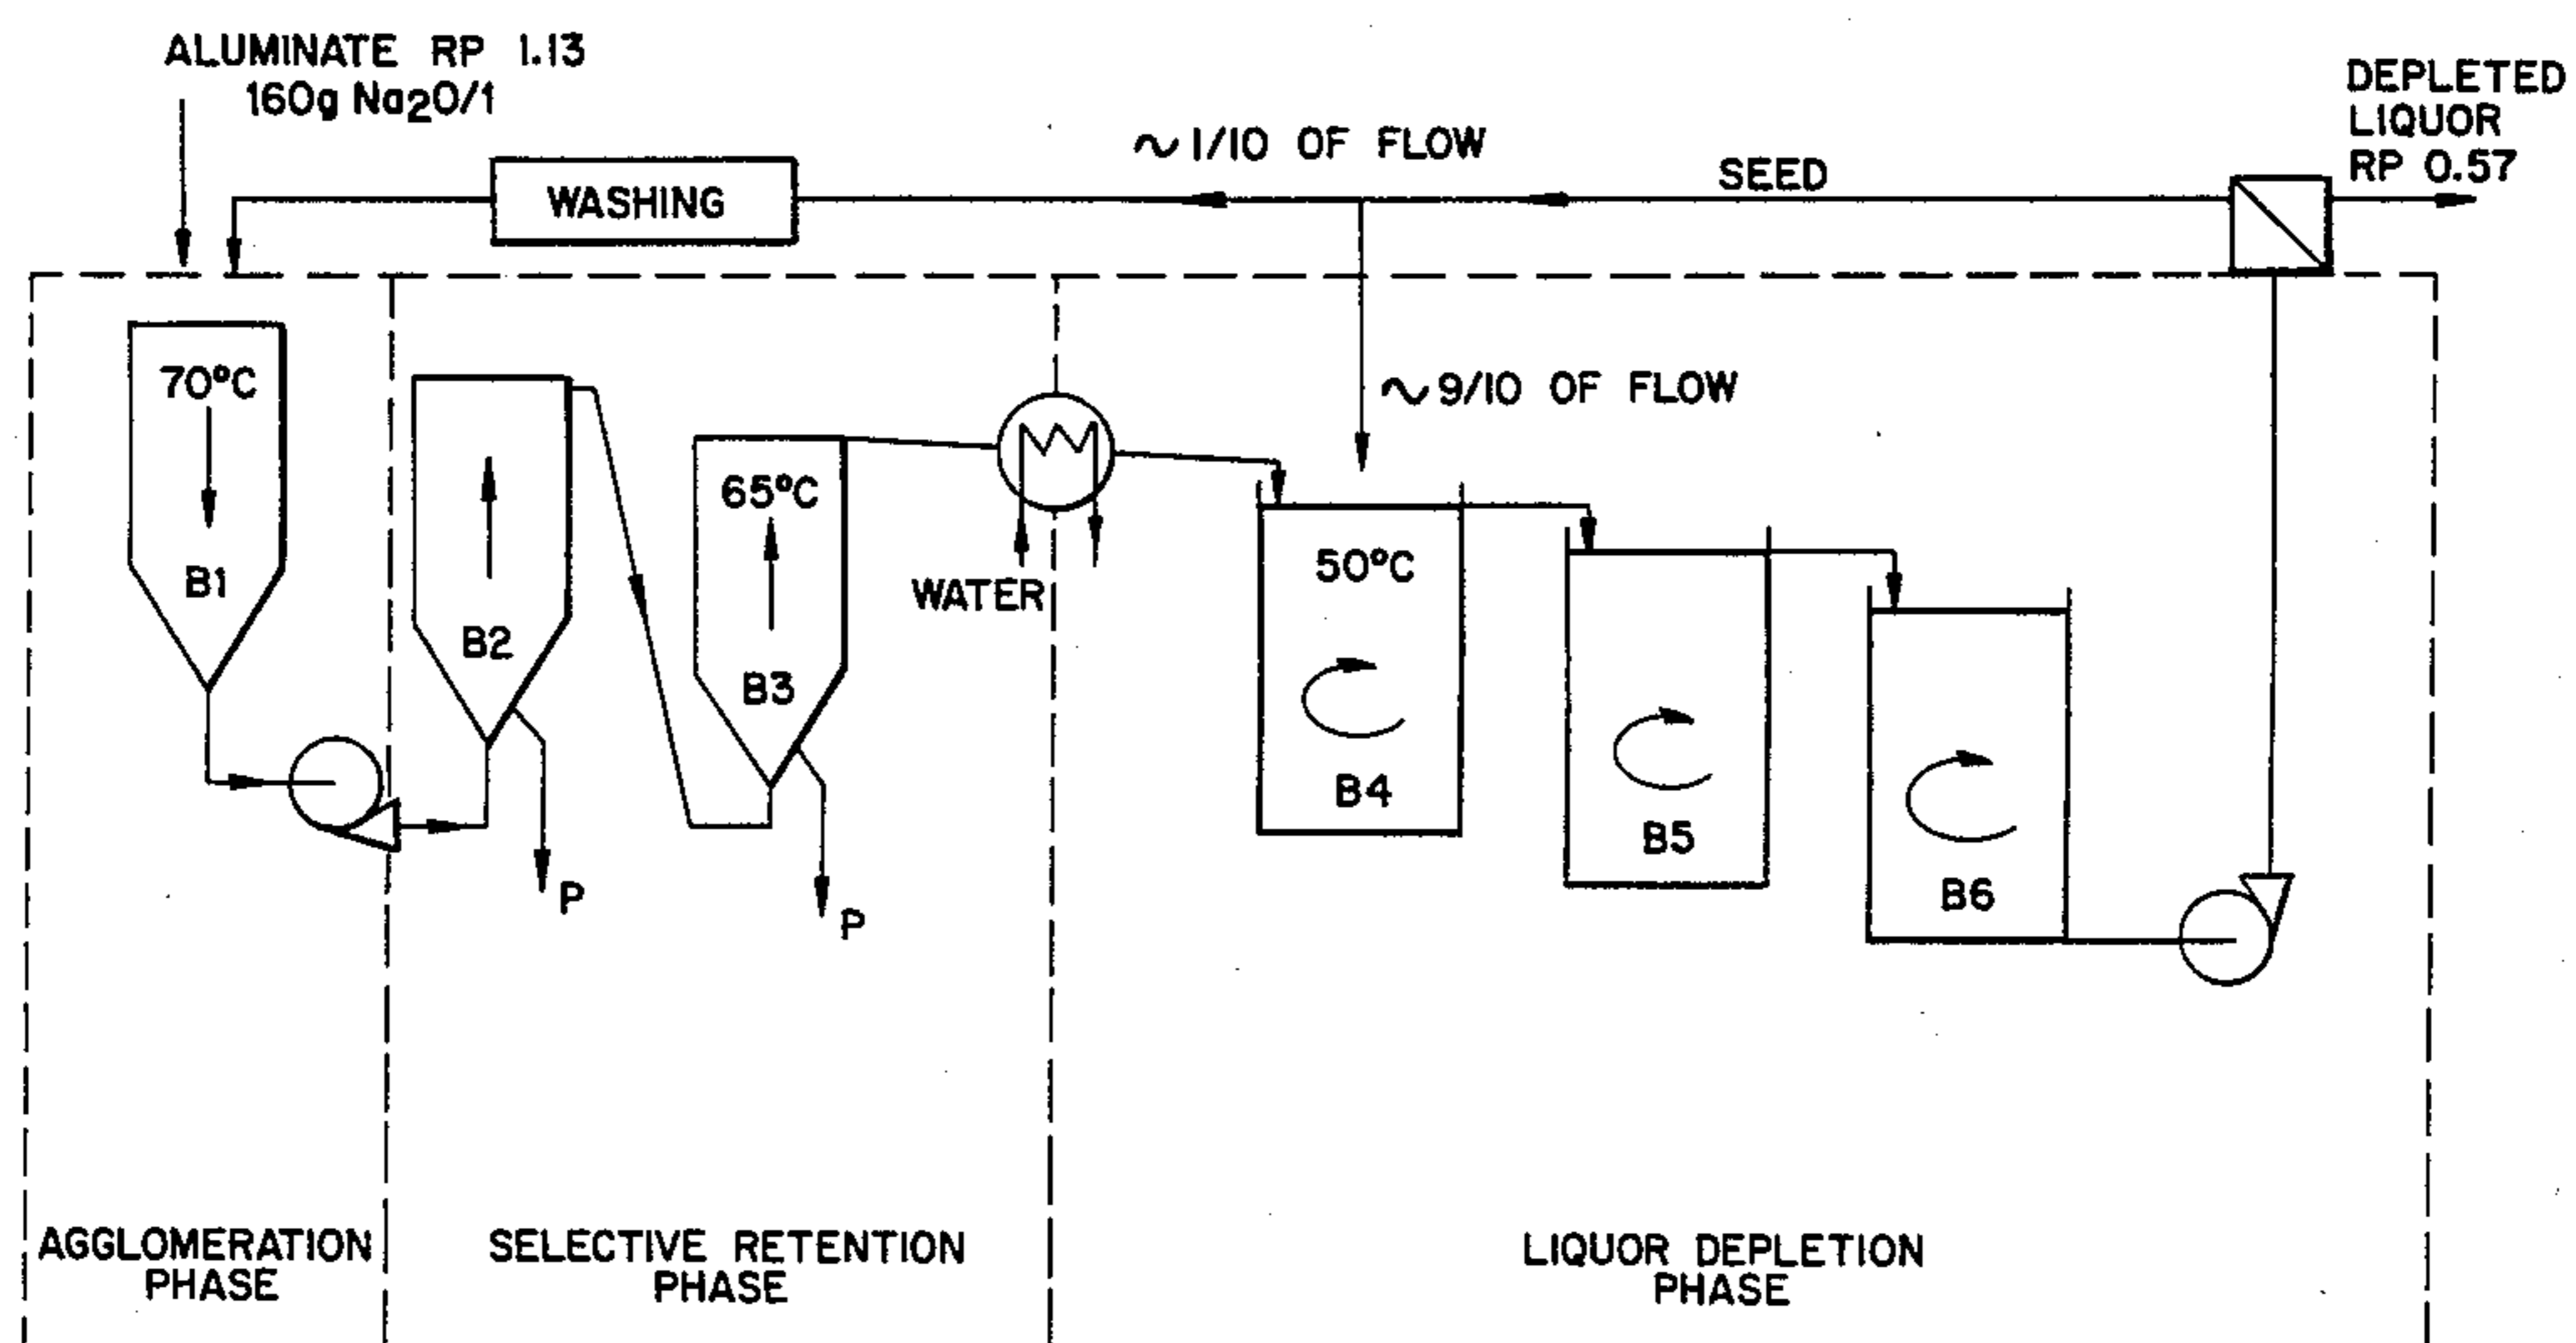 ALUMINATE RP 1.13
160g Na2O/1
WASHING
~1/10 OF FLOW
SEED
DEPLETED
LIQUOR
RP 0.57
70°C
B1
B2
P
65°C
B3
P
WATER
~9/10 OF FLOW
50°C
B4
B5
B6
AGGLOMERATION
PHASE
SELECTIVE RETENTION
PHASE
LIQUOR DEPLETION
PHASE